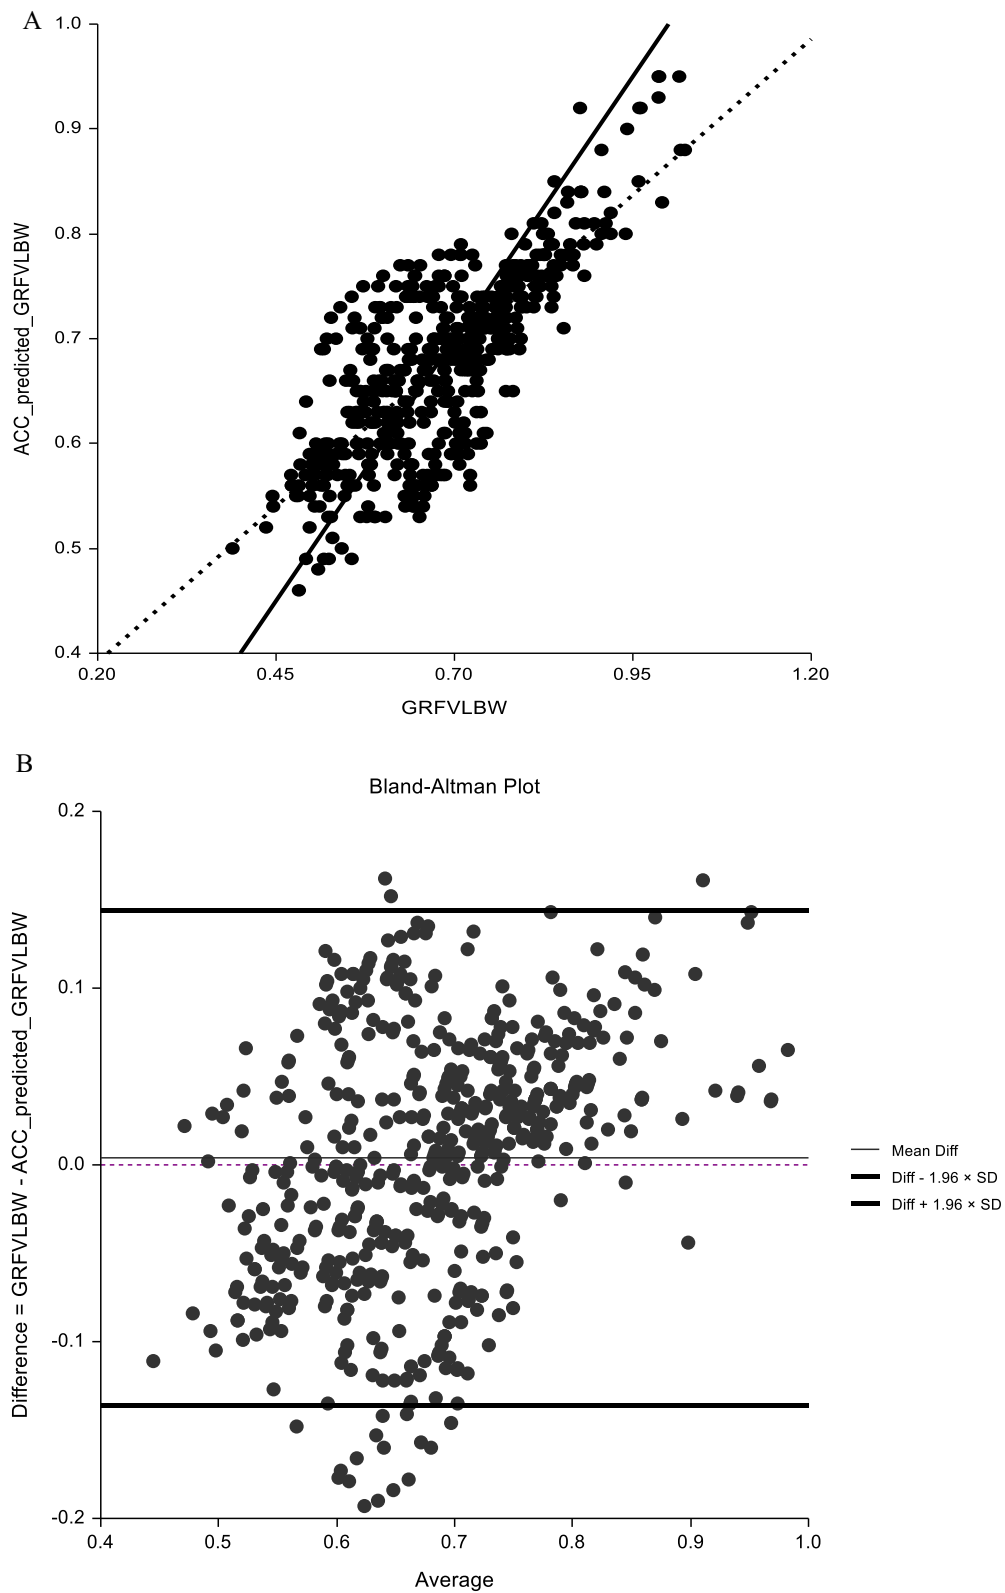 A
1.0
0.9
0.8
0.7
0.6
0.5
0.4
ACC_predicted_GRFVLBW
0.20 0.45 0.70 0.95 1.20
GRFVLBW
B
Bland-Altman Plot
0.2
0.1
0.0
-0.1
-0.2
Difference = GRFVLBW - ACC_predicted_GRFVLBW
Mean Diff
Diff - 1.96 × SD
Diff + 1.96 × SD
0.4 0.5 0.6 0.7 0.8 0.9 1.0
Average